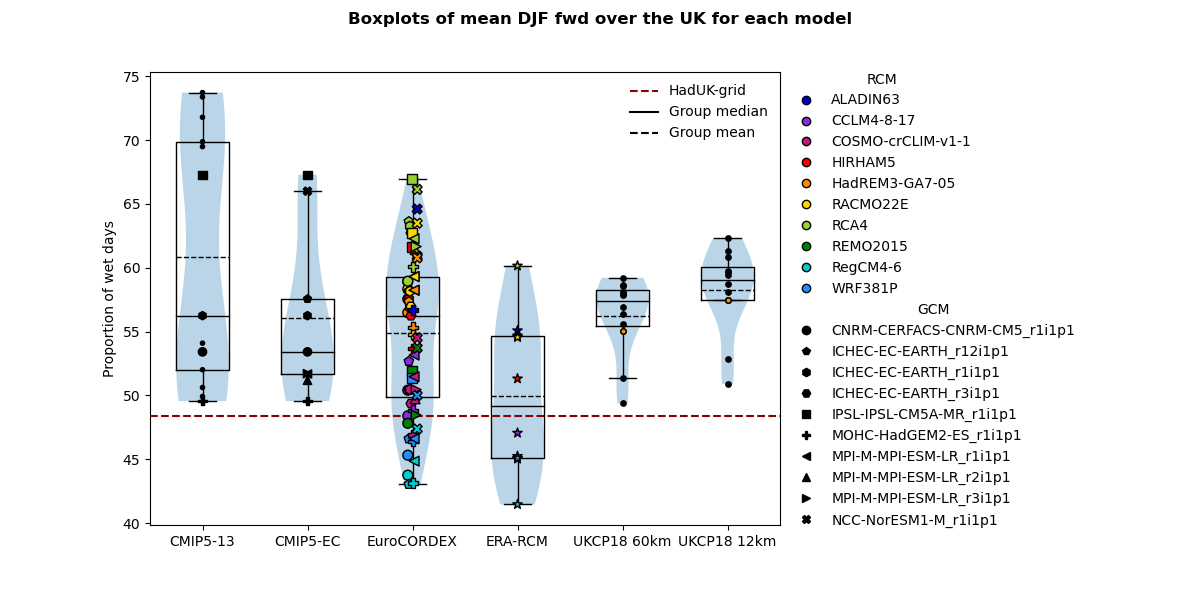 Boxplots of mean DJF fwd over the UK for each model
Proportion of wet days
75
70
65
60
55
50
45
40
CMIP5-13
CMIP5-EC
EuroCORDEX
ERA-RCM
UKCP18 60km
UKCP18 12km
HadUK-grid
Group median
Group mean
RCM
ALADIN63
CCLM4-8-17
COSMO-crCLIM-v1-1
HIRHAM5
HadREM3-GA7-05
RACMO22E
RCA4
REMO2015
RegCM4-6
WRF381P
GCM
CNRM-CERFACS-CNRM-CM5_r1i1p1
ICHEC-EC-EARTH_r12i1p1
ICHEC-EC-EARTH_r1i1p1
ICHEC-EC-EARTH_r3i1p1
IPSL-IPSL-CM5A-MR_r1i1p1
MOHC-HadGEM2-ES_r1i1p1
MPI-M-MPI-ESM-LR_r1i1p1
MPI-M-MPI-ESM-LR_r2i1p1
MPI-M-MPI-ESM-LR_r3i1p1
NCC-NorESM1-M_r1i1p1